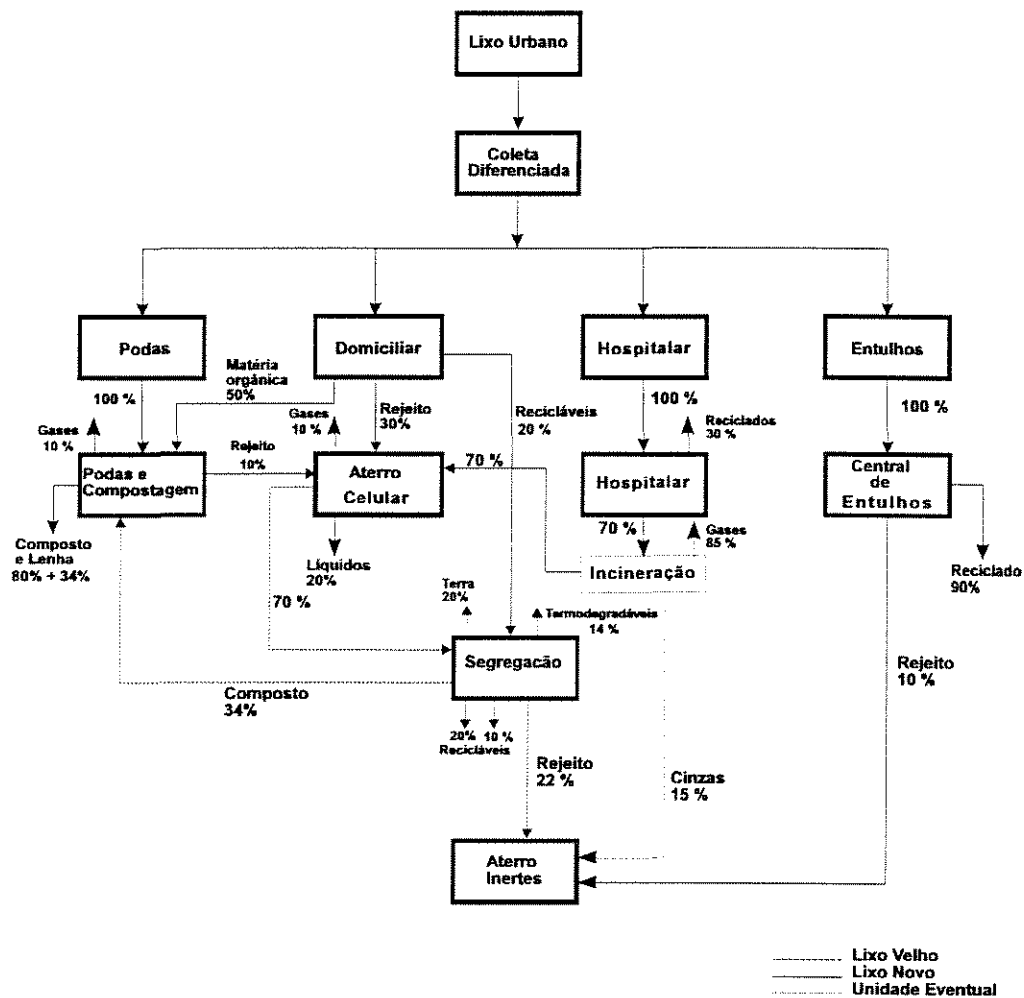 Lixo Urbano
Coleta
Diferenciada
Podas
Domiciliar
Hospitalar
Entulhos
Matéria
orgânica
50%
100 %
Gases
10 %
Gases
10 %
Rejeito
30%
Recicláveis
20 %
100 %
Reciclados
30 %
100 %
Rejeito
10%
70 %
Podas e
Compostagem
Aterro
Celular
Hospitalar
Central
de
Entulhos
70 %
Gases
85 %
Composto
e Lenha
80% + 34%
Líquidos
20%
Incineração
Reciclado
90%
70 %
Terra
20%
Termodegradáveis
14 %
Segregacão
Composto
34%
Rejeito
10 %
20% 10 %
Recicláveis
Rejeito
22 %
Cinzas
15 %
Aterro
Inertes
Lixo Velho
Lixo Novo
Unidade Eventual